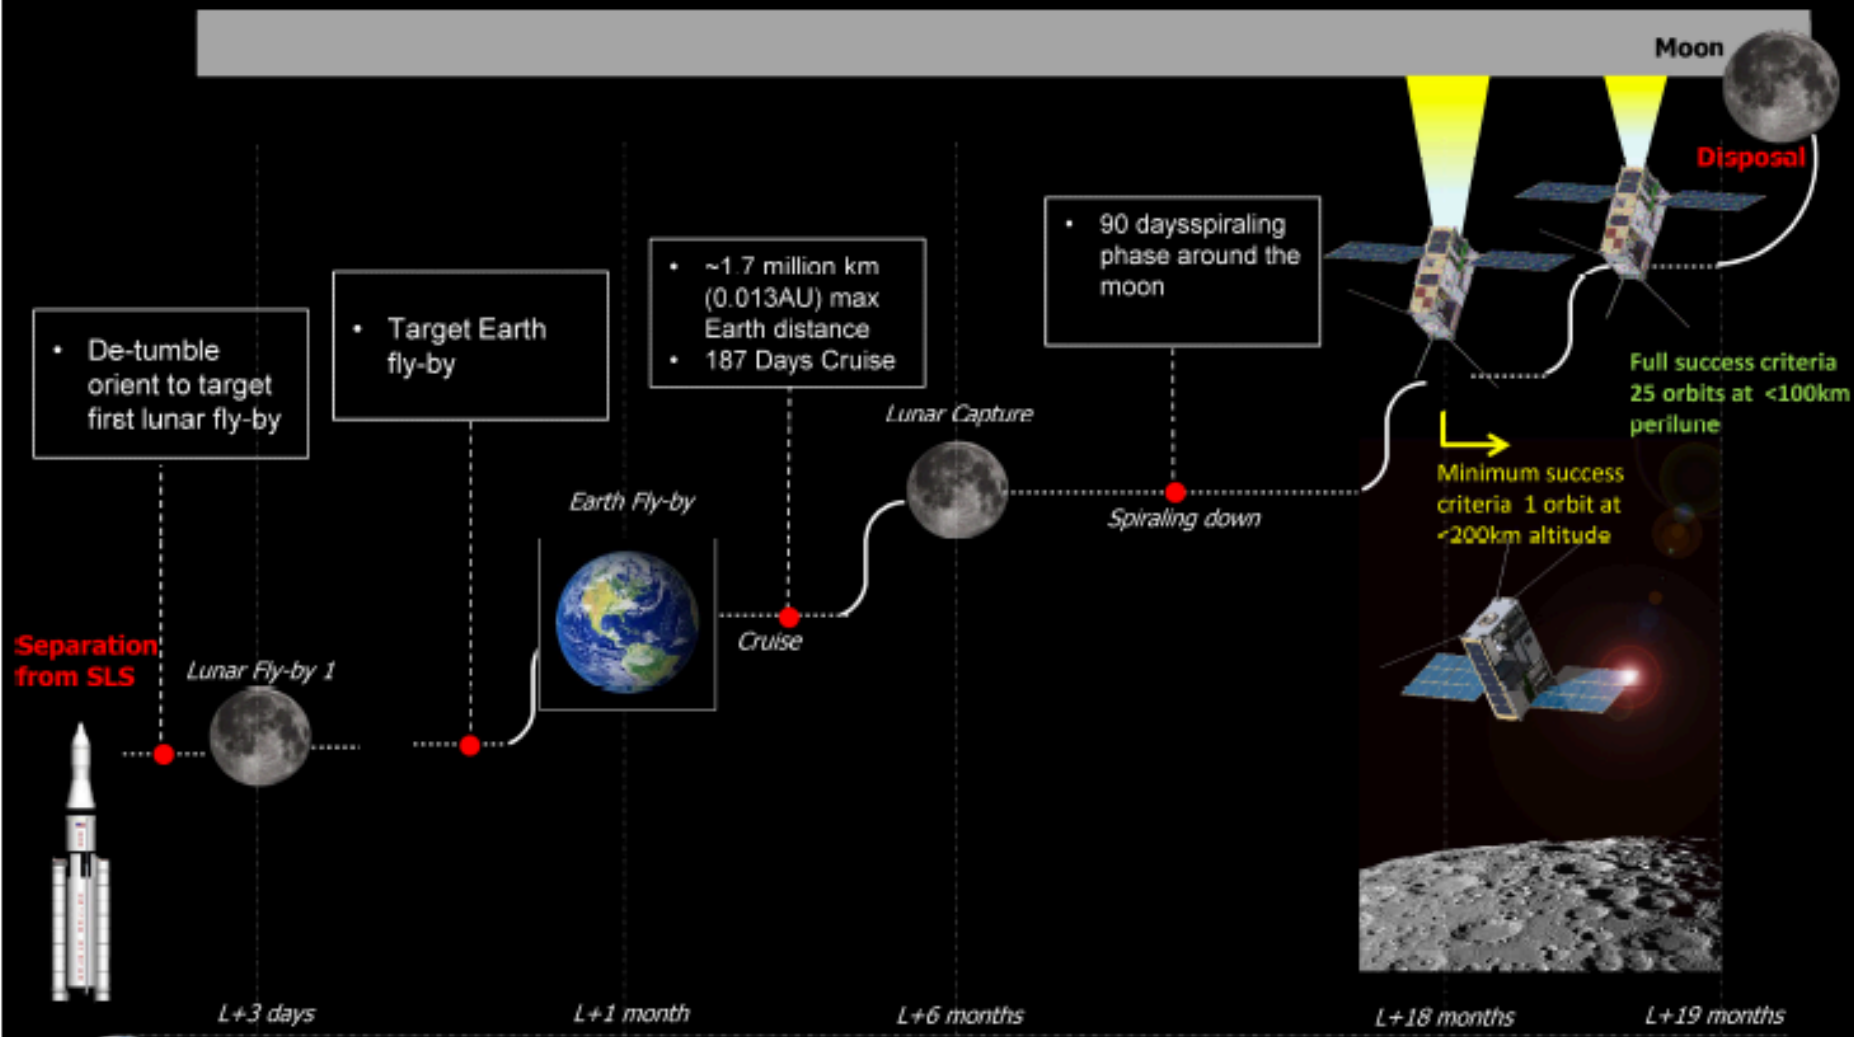 Moon
Disposal
• 90 daysspiraling
phase around the
moon
• ~1.7 million km
(0.013AU) max
Earth distance
• 187 Days Cruise
• Target Earth
fly-by
• De-tumble
orient to target
first lunar fly-by
Full success criteria
25 orbits at <100km
perilune
Lunar Capture
Minimum success
criteria 1 orbit at
<200km altitude
Earth Fly-by
Spiraling down
Cruise
Separation
from SLS
Lunar Fly-by 1
L+3 days
L+1 month
L+6 months
L+18 months
L+19 months